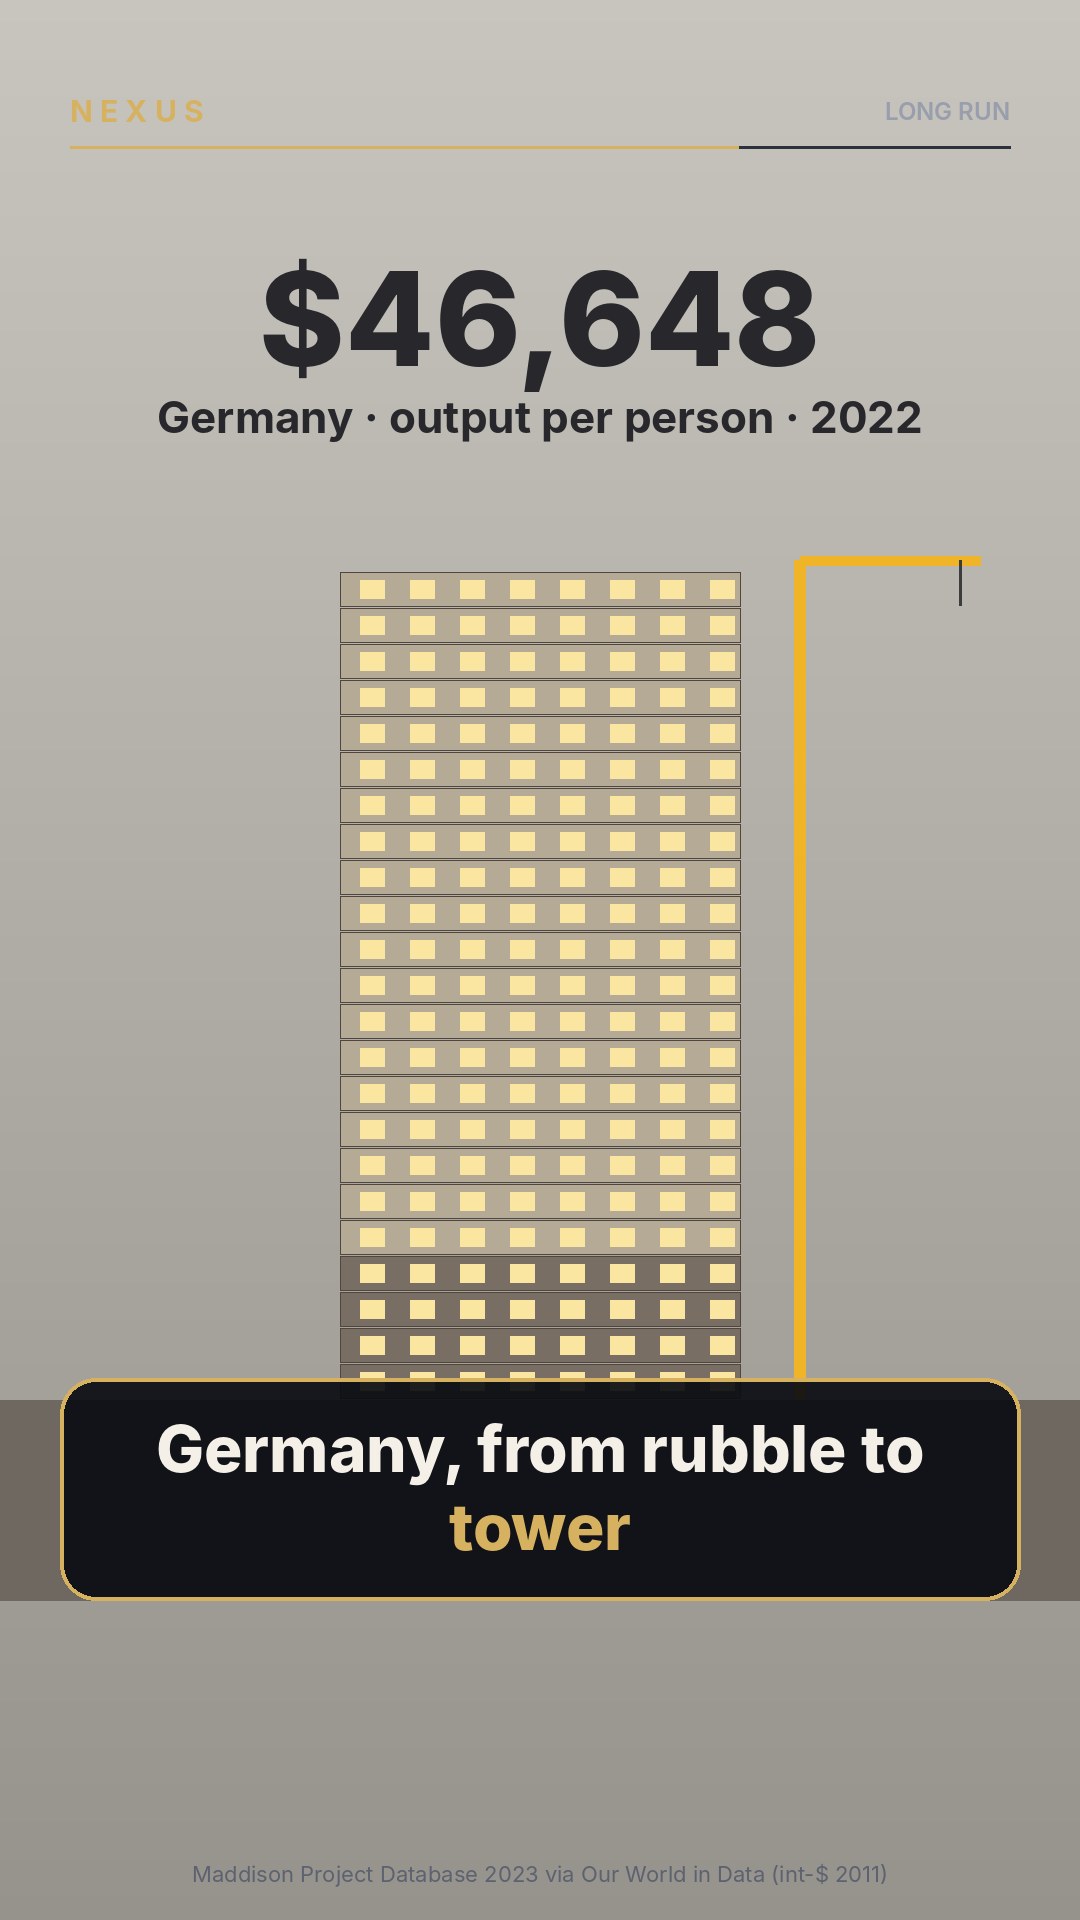 NEXUS
LONG RUN
$46,648
Germany · output per person · 2022
Germany, from rubble to
tower
Maddison Project Database 2023 via Our World in Data (int-$ 2011)